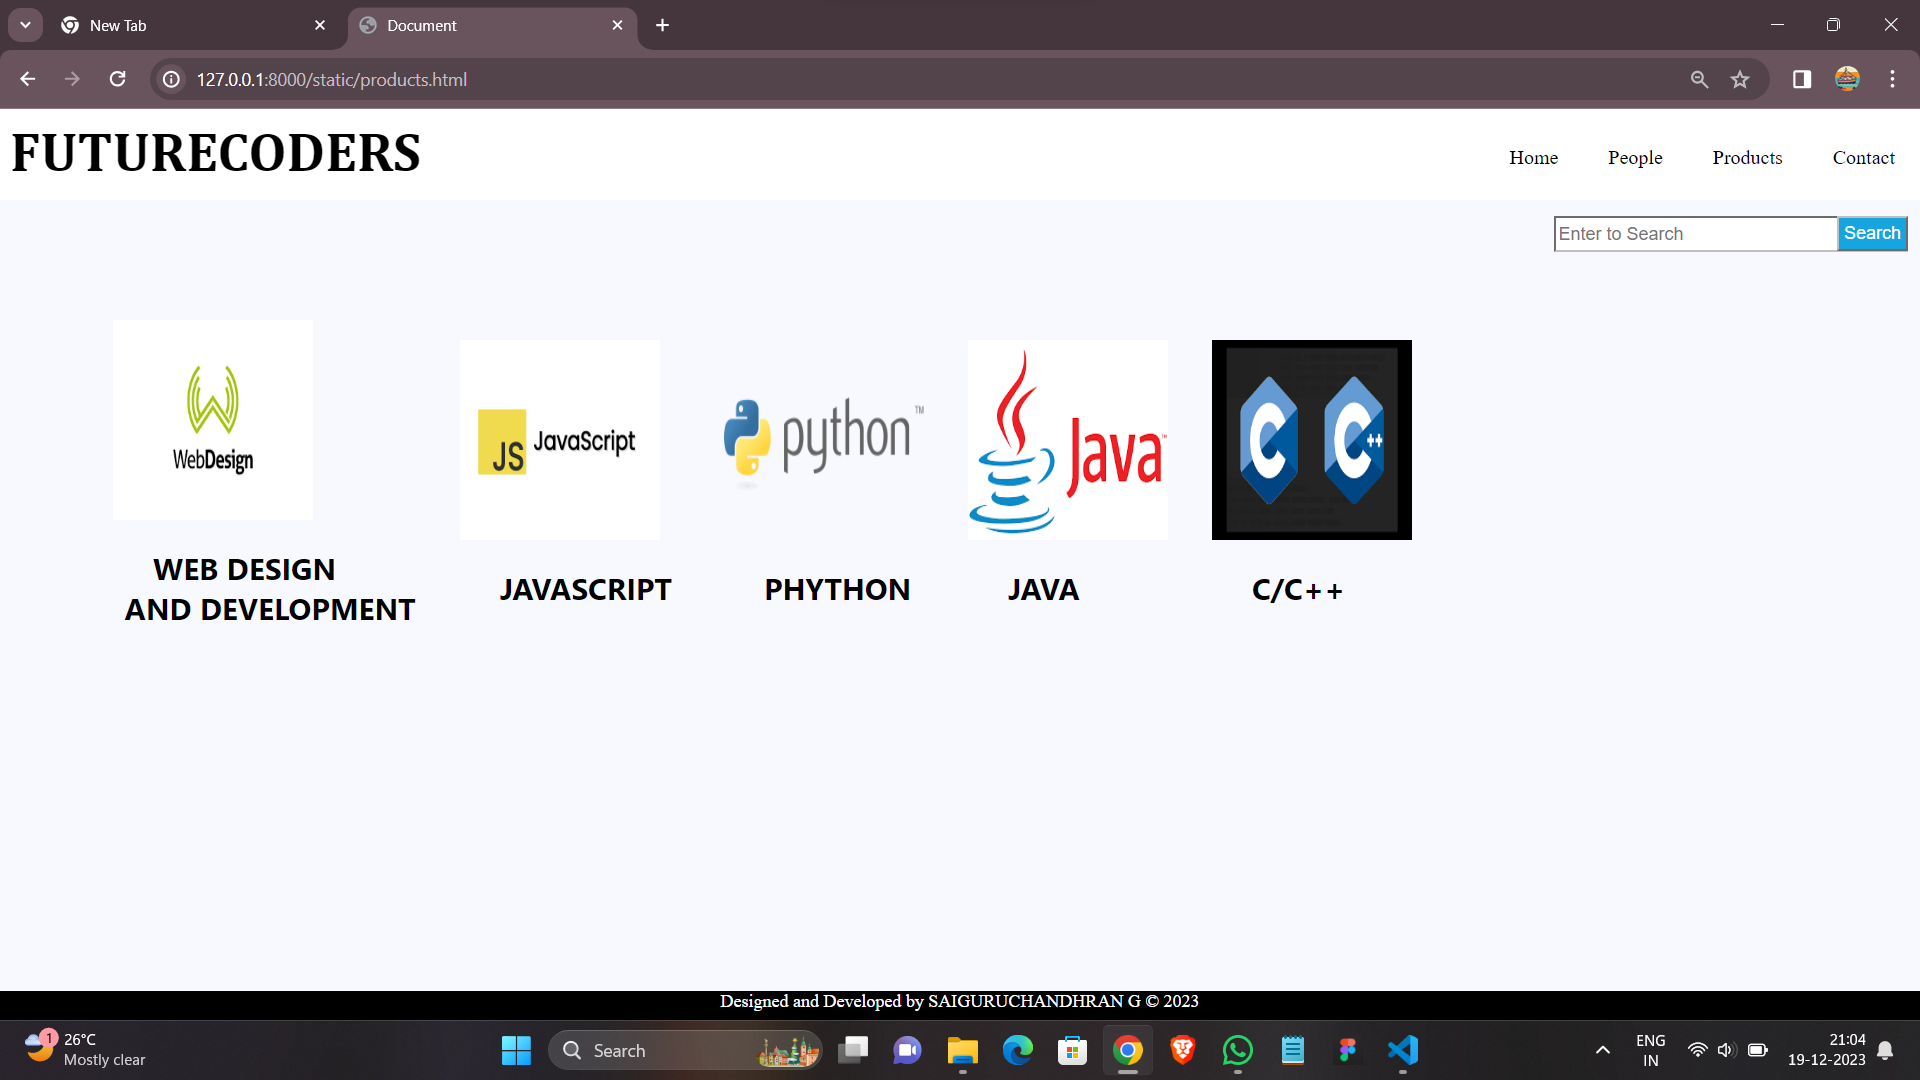 New Tab
Document
127.0.0.1:8000/static/products.html
FUTURECODERS
Home People Products Contact
Enter to Search Search
WebDesign
JS JavaScript
python™
Java™
C C++
WEB DESIGN
AND DEVELOPMENT
JAVASCRIPT
PHYTHON
JAVA
C/C++
Designed and Developed by SAIGURUCHANDHRAN G © 2023
1
26°C
Mostly clear
Search
ENG
IN
21:04
19-12-2023